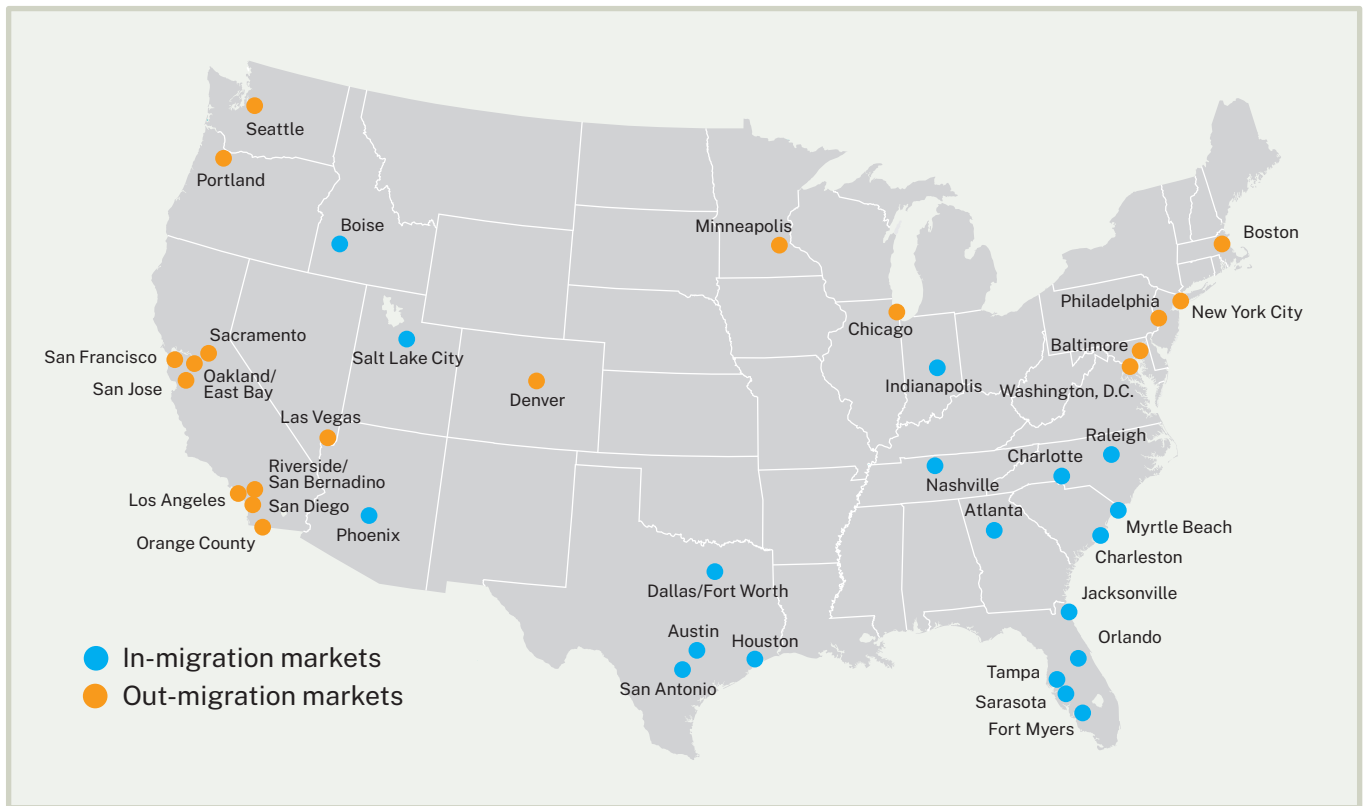 Seattle
Portland
Boise
Minneapolis
Boston
Philadelphia
New York City
Chicago
Baltimore
Washington, D.C.
Sacramento
San Francisco
Oakland/
East Bay
San Jose
Salt Lake City
Denver
Indianapolis
Las Vegas
Riverside/
San Bernadino
Los Angeles
San Diego
Orange County
Phoenix
Raleigh
Charlotte
Nashville
Atlanta
Myrtle Beach
Charleston
Dallas/Fort Worth
Jacksonville
Austin
Houston
Orlando
San Antonio
Tampa
Sarasota
Fort Myers
In-migration markets
Out-migration markets